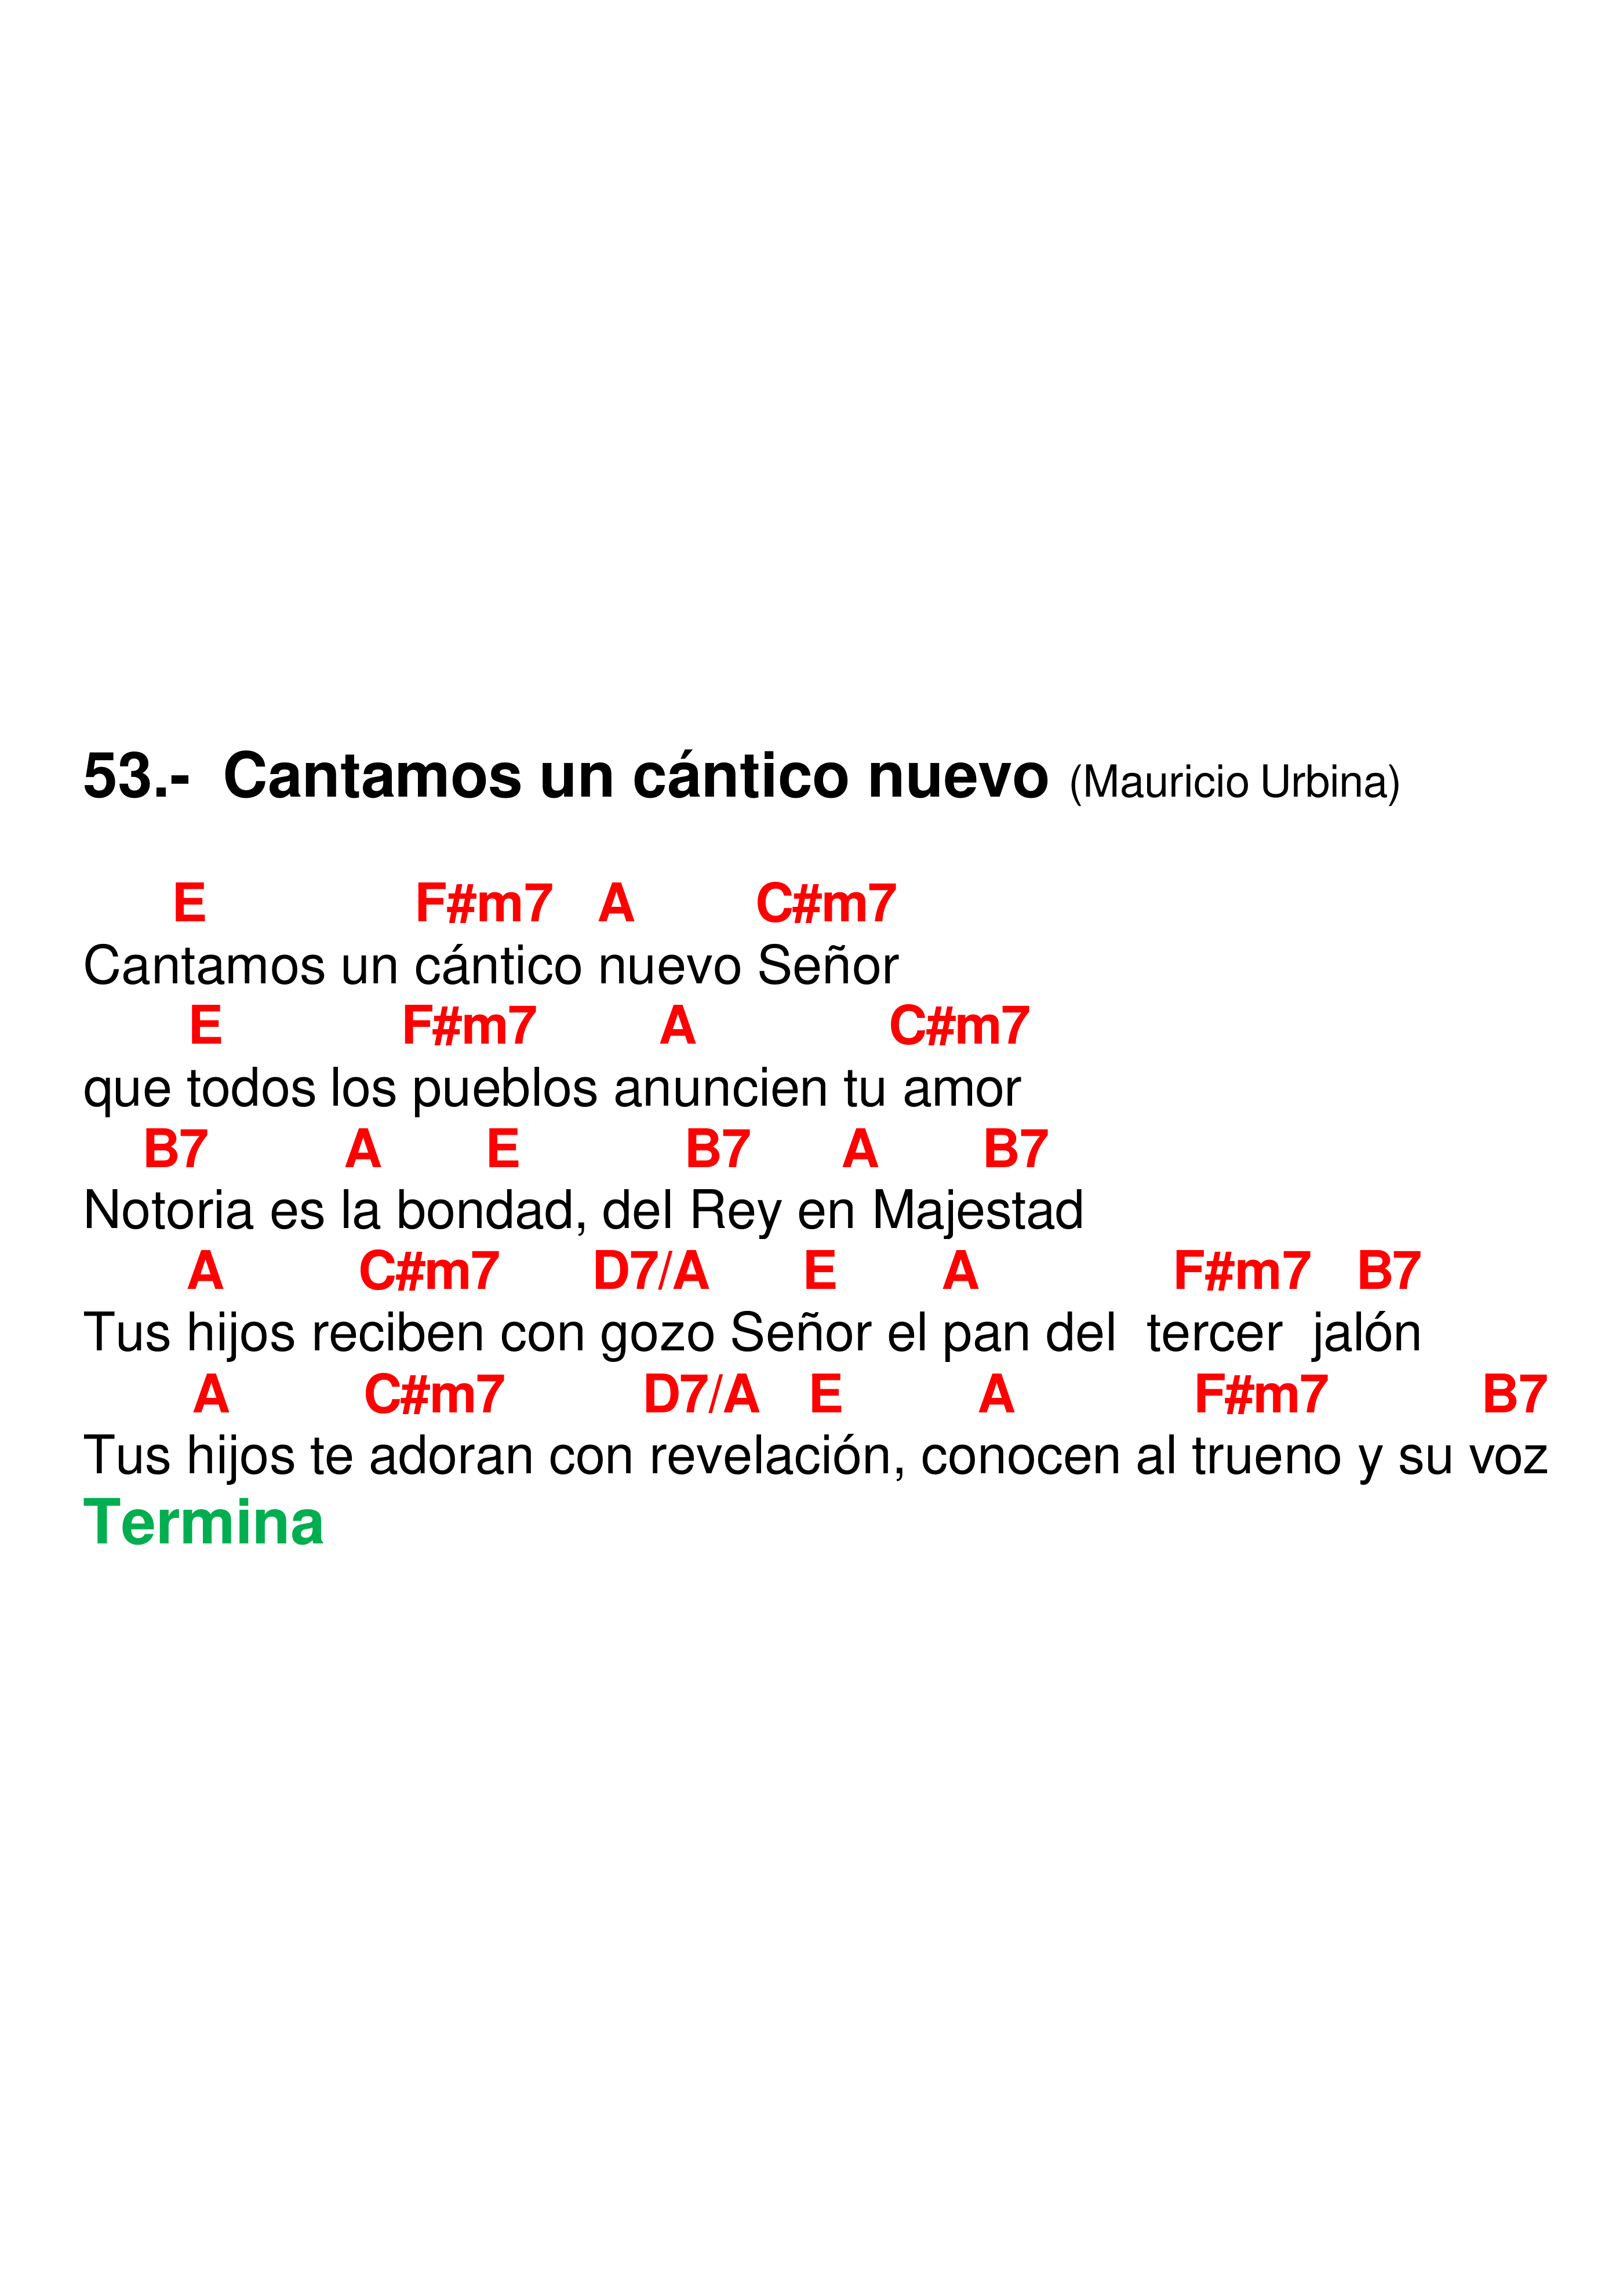 53.- Cantamos un cántico nuevo (Mauricio Urbina)
E F#m7 A C#m7
Cantamos un cántico nuevo Señor
E F#m7 A C#m7
que todos los pueblos anuncien tu amor
B7 A E B7 A B7
Notoria es la bondad, del Rey en Majestad
A C#m7 D7/A E A F#m7 B7
Tus hijos reciben con gozo Señor el pan del tercer jalón
A C#m7 D7/A E A F#m7 B7
Tus hijos te adoran con revelación, conocen al trueno y su voz
Termina